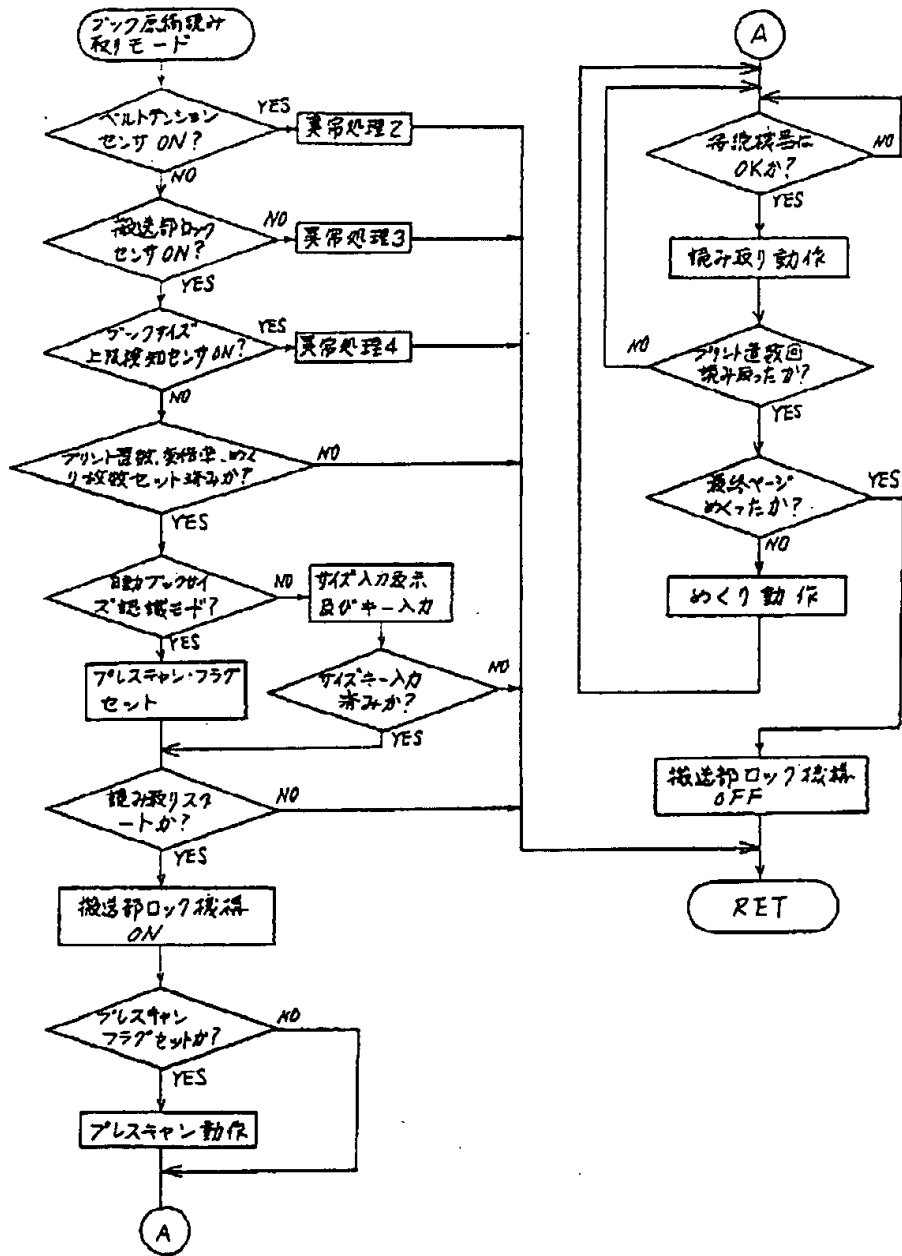 ブック原稿読み
取りモード
ベルトテンション
センサON?
YES
異常処理2
NO
搬送部ロック
センサON?
NO
異常処理3
YES
ブックサイズ
上限検知センサON?
YES
異常処理4
NO
プリント置数、変倍率、めく
り枚数セット済みか?
NO
YES
自動ブックサイ
ズ認識モード?
NO
サイズ入力表示
及びキー入力
YES
プレスキャン・フラグ
セット
サイズキー入力
済みか?
NO
YES
読み取りスタ
ートか?
NO
YES
搬送部ロック機構
ON
プレスキャン
フラグセットか?
NO
YES
プレスキャン動作
A
A
接続機器は
OKか?
NO
YES
読み取り動作
プリント置数回
読み取ったか?
NO
YES
最終ページ
めくったか?
YES
NO
めくり動作
搬送部ロック機構
OFF
RET